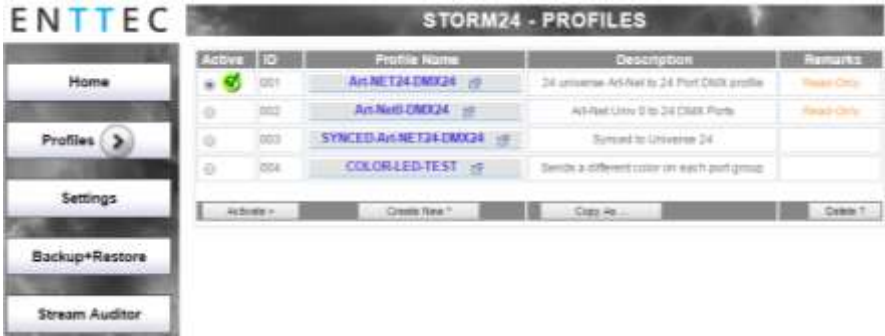 ENTTEC
STORM24 - PROFILES
Active ID Profile Name Description Remarks
Home
001 Art-NET24-DMX24 24 universe Art-Net to 24 Port DMX profile Read-Only
002 Art-Net0-DMX24 Art-Net Univ 0 to 24 DMX Ports Read-Only
Profiles
003 SYNCED-Art-NET24-DMX24 Synced to Universe 24
004 COLOR-LED-TEST Sends a different color on each port group
Settings
Activate Create New * Copy As ... Delete ?
Backup+Restore
Stream Auditor